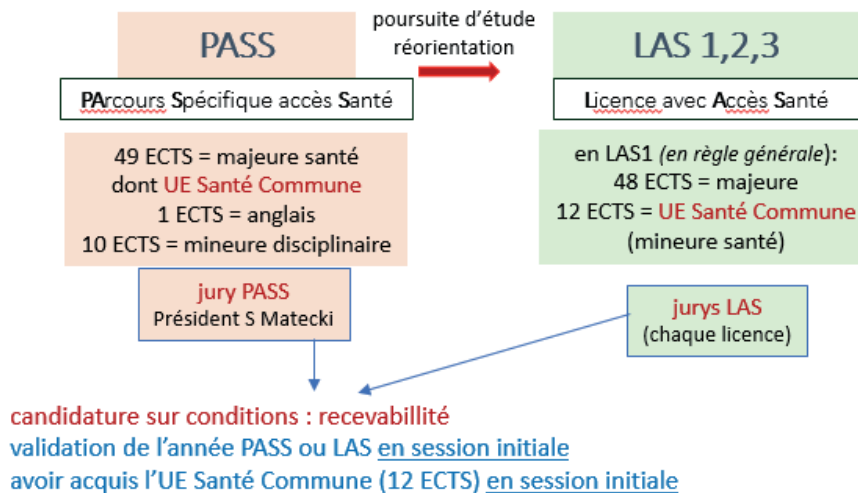 PASS
PArcours Spécifique accès Santé
49 ECTS = majeure santé
dont UE Santé Commune
1 ECTS = anglais
10 ECTS = mineure disciplinaire
jury PASS
Président S Matecki
poursuite d’étude
réorientation
LAS 1,2,3
Licence avec Accès Santé
en LAS1 (en règle générale):
48 ECTS = majeure
12 ECTS = UE Santé Commune
(mineure santé)
jurys LAS
(chaque licence)
candidature sur conditions : recevabillité
validation de l’année PASS ou LAS en session initiale
avoir acquis l’UE Santé Commune (12 ECTS) en session initiale